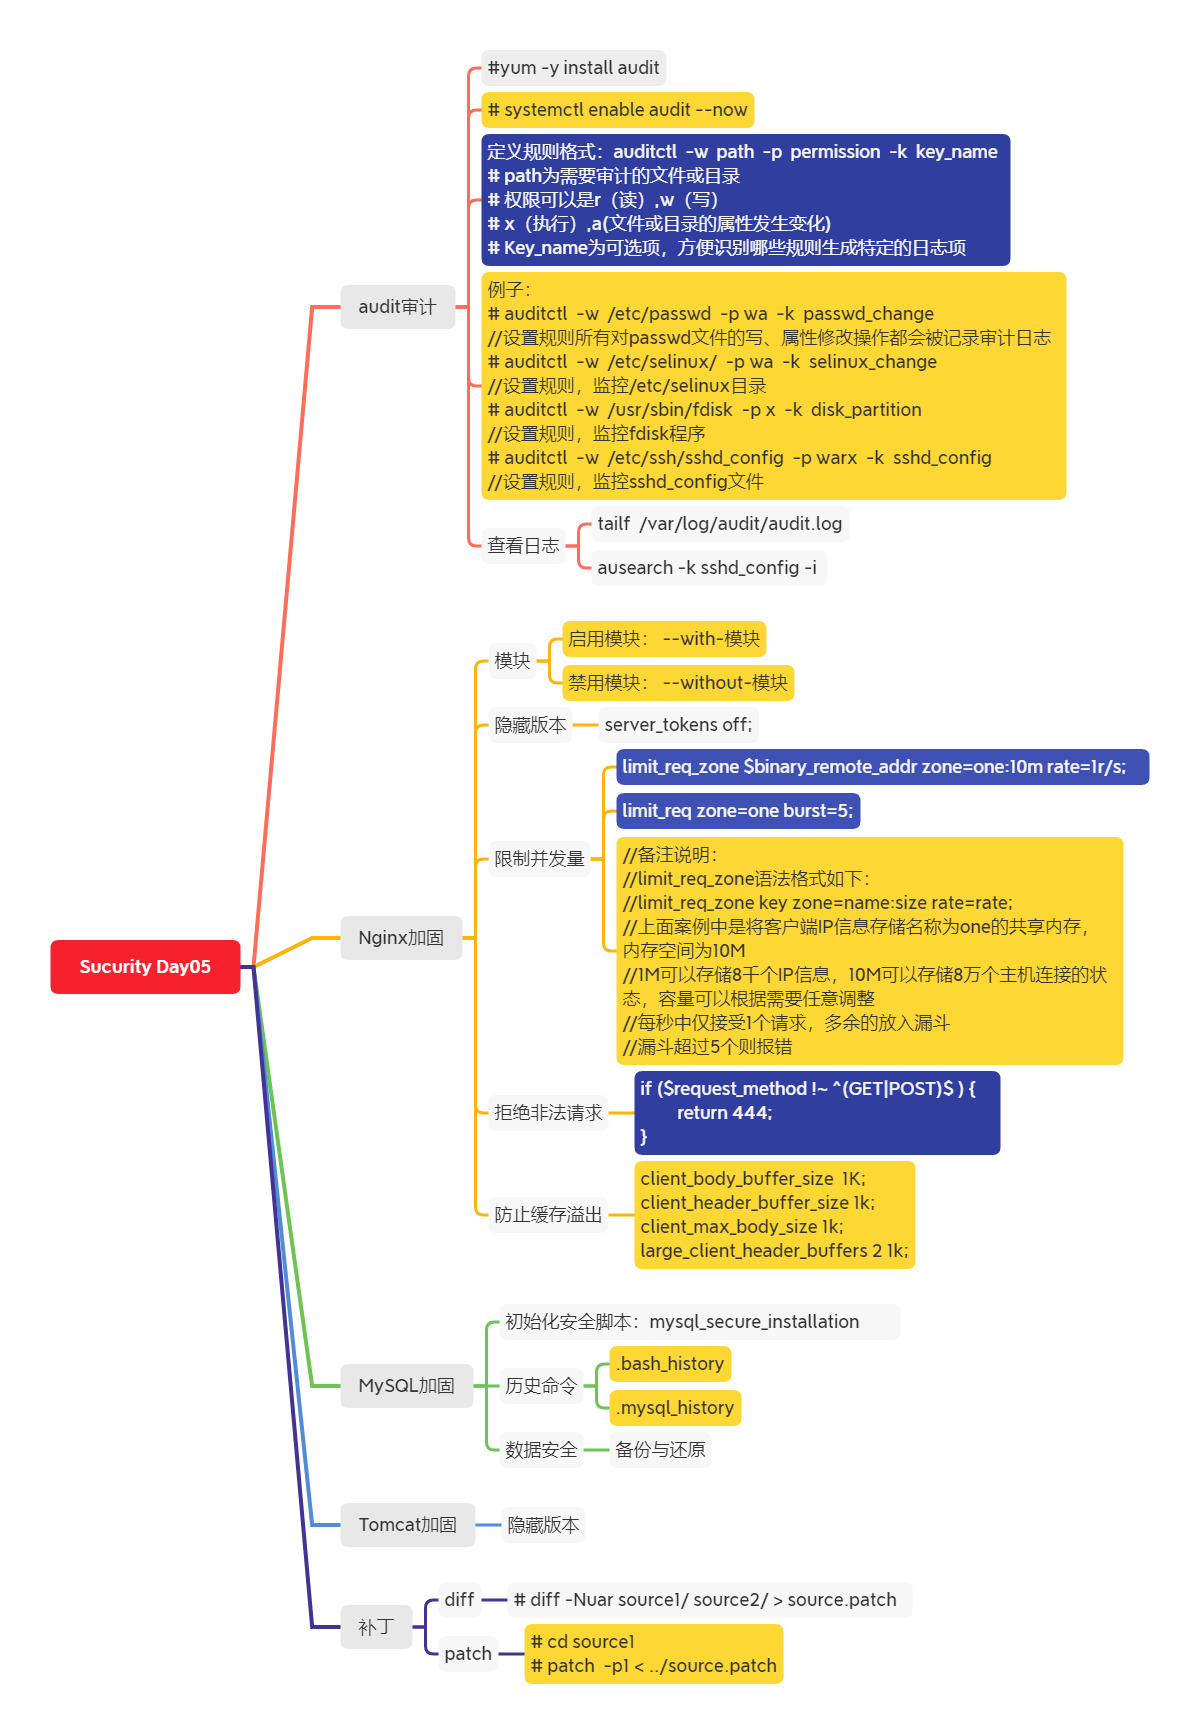 Sucurity Day05
audit审计
#yum -y install audit
# systemctl enable audit --now
定义规则格式：auditctl -w path -p permission -k key_name
# path为需要审计的文件或目录
# 权限可以是r（读）,w（写）
# x（执行）,a(文件或目录的属性发生变化)
# Key_name为可选项，方便识别哪些规则生成特定的日志项
例子：
# auditctl -w /etc/passwd -p wa -k passwd_change
//设置规则所有对passwd文件的写、属性修改操作都会被记录审计日志
# auditctl -w /etc/selinux/ -p wa -k selinux_change
//设置规则，监控/etc/selinux目录
# auditctl -w /usr/sbin/fdisk -p x -k disk_partition
//设置规则，监控fdisk程序
# auditctl -w /etc/ssh/sshd_config -p warx -k sshd_config
//设置规则，监控sshd_config文件
查看日志
tailf /var/log/audit/audit.log
ausearch -k sshd_config -i
Nginx加固
模块
启用模块： --with-模块
禁用模块： --without-模块
隐藏版本
server_tokens off;
限制并发量
limit_req_zone $binary_remote_addr zone=one:10m rate=1r/s;
limit_req zone=one burst=5;
//备注说明：
//limit_req_zone语法格式如下：
//limit_req_zone key zone=name:size rate=rate;
//上面案例中是将客户端IP信息存储名称为one的共享内存，
内存空间为10M
//1M可以存储8千个IP信息，10M可以存储8万个主机连接的状
态，容量可以根据需要任意调整
//每秒中仅接受1个请求，多余的放入漏斗
//漏斗超过5个则报错
拒绝非法请求
if ($request_method !~ ^(GET|POST)$ ) {
return 444;
}
防止缓存溢出
client_body_buffer_size 1K;
client_header_buffer_size 1k;
client_max_body_size 1k;
large_client_header_buffers 2 1k;
MySQL加固
初始化安全脚本：mysql_secure_installation
历史命令
.bash_history
.mysql_history
数据安全
备份与还原
Tomcat加固
隐藏版本
补丁
diff
# diff -Nuar source1/ source2/ > source.patch
patch
# cd source1
# patch -p1 < ../source.patch